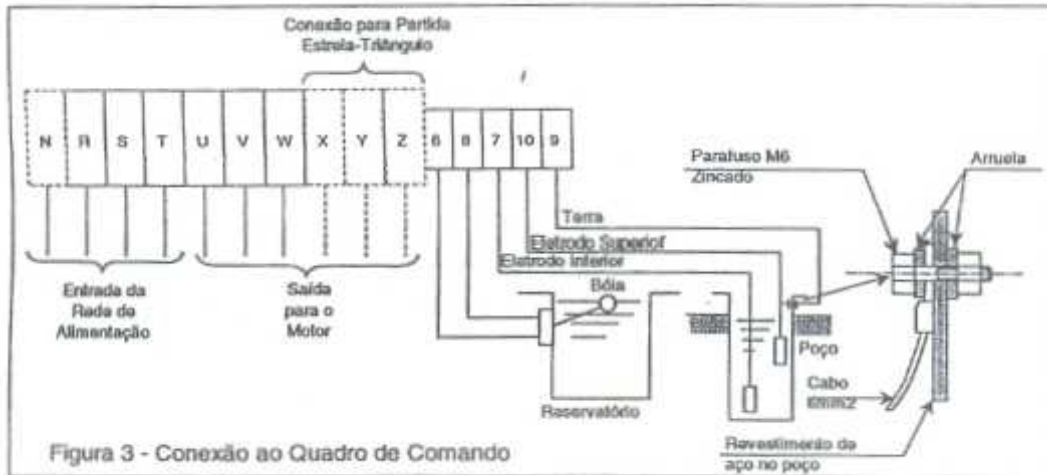 Conexão para Partida
Estrela-Triângulo
N R S T U V W X Y Z 6 8 7 10 9
Parafuso M6
Zincado
Arruela
Terra
Eletrodo Superior
Eletrodo Inferior
Bóia
Entrada da
Rede de
Alimentação
Saída
para o
Motor
Poço
Reservatório
Cabo
6mm2
Revestimento de
aço no poço
Figura 3 - Conexão ao Quadro de Comando